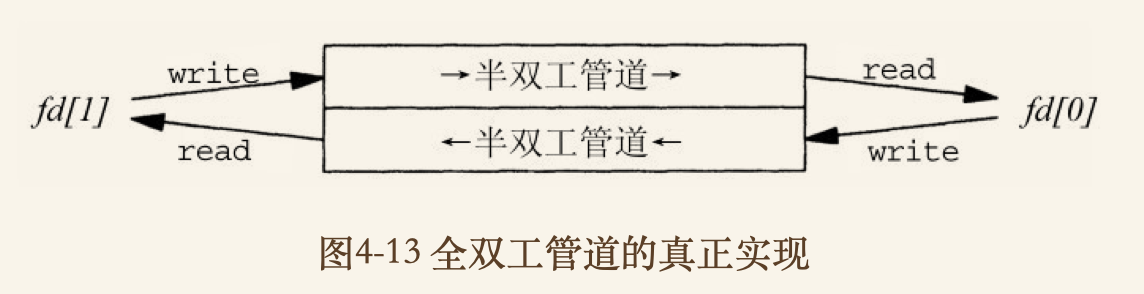 write →半双工管道→ read
fd[1] fd[0]
read ←半双工管道← write
图4-13 全双工管道的真正实现